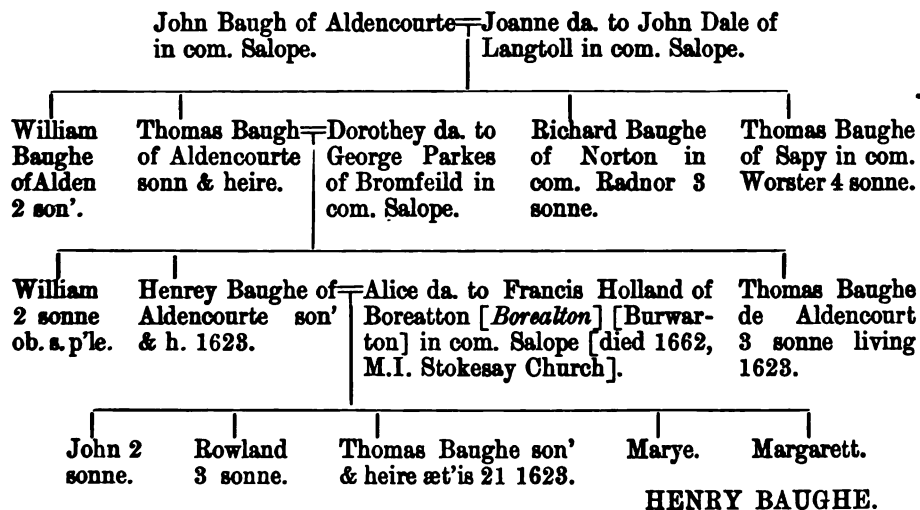 John Baugh of Aldencourte Joanne da. to John Dale of
in com. Salope. Langtoll in com. Salope.
William
Baughe
of Alden
2 son'.
Thomas Baugh
of Aldencourte
sonn & heire.
Dorothey da. to
George Parkes
of Bromfeild in
com. Salope.
Richard Baughe
of Norton in
com. Radnor 3
sonne.
Thomas Baughe
of Sapy in com.
Worster 4 sonne.
William
2 sonne
ob. s. p'le.
Henrey Baughe of
Aldencourte son'
& h. 1623.
Alice da. to Francis Holland of
Boreatton [Borealton] [Burwar-
ton] in com. Salope [died 1662,
M.I. Stokesay Church].
Thomas Baughe
de Aldencourt
3 sonne living
1623.
John 2
sonne.
Rowland
3 sonne.
Thomas Baughe son'
& heire æt'is 21 1623.
Marye.
Margarett.
HENRY BAUGHE.